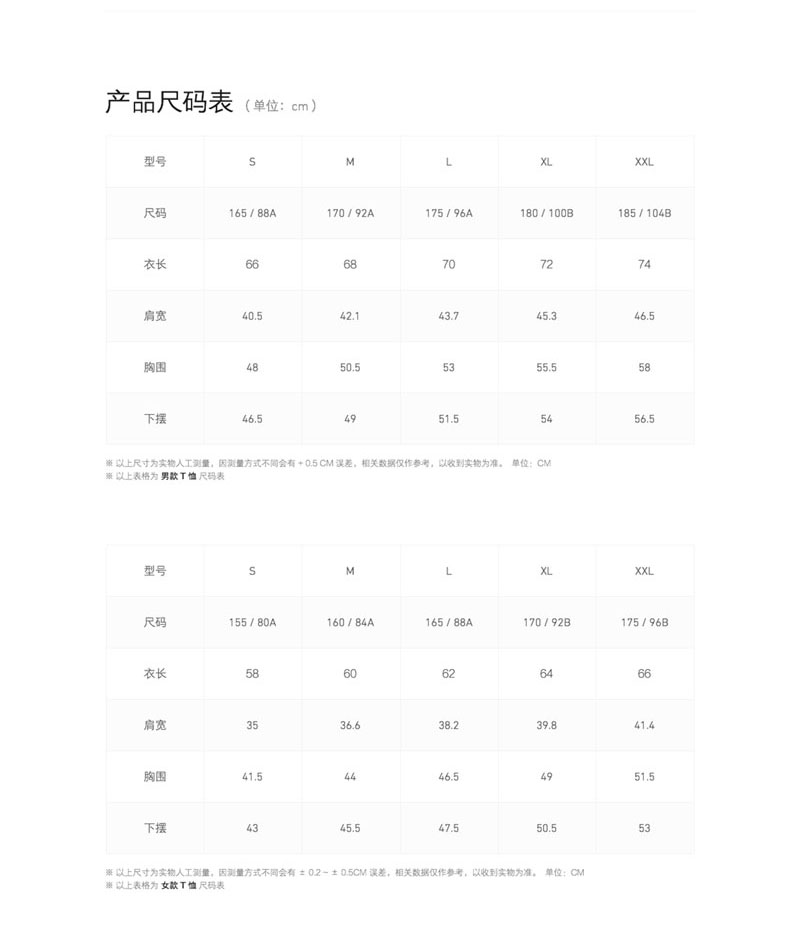 产品尺码表（单位：cm）
型号 S M L XL XXL
尺码 165 / 88A 170 / 92A 175 / 96A 180 / 100B 185 / 104B
衣长 66 68 70 72 74
肩宽 40.5 42.1 43.7 45.3 46.5
胸围 48 50.5 53 55.5 58
下摆 46.5 49 51.5 54 56.5
※ 以上尺寸为实物人工测量，因测量方式不同会有 + 0.5 CM 误差，相关数据仅作参考，以收到实物为准。 单位：CM
※ 以上表格为 男款 T 恤 尺码表
型号 S M L XL XXL
尺码 155 / 80A 160 / 84A 165 / 88A 170 / 92B 175 / 96B
衣长 58 60 62 64 66
肩宽 35 36.6 38.2 39.8 41.4
胸围 41.5 44 46.5 49 51.5
下摆 43 45.5 47.5 50.5 53
※ 以上尺寸为实物人工测量，因测量方式不同会有 ± 0.2 ~ ± 0.5CM 误差，相关数据仅作参考，以收到实物为准。 单位：CM
※ 以上表格为 女款 T 恤 尺码表